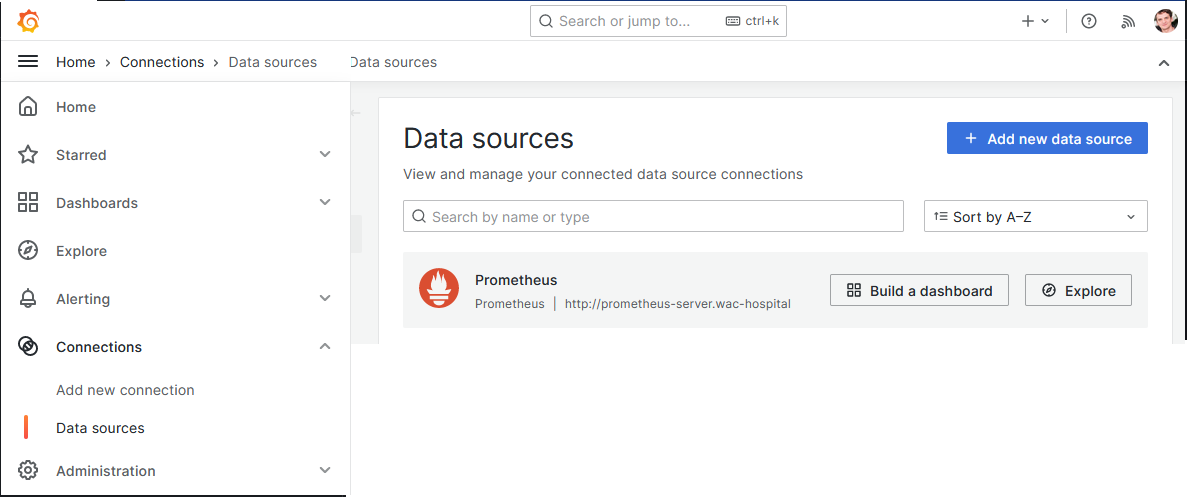 Search or jump to... ctrl+k
Home › Connections › Data sources Data sources
Home
Starred
Dashboards
Explore
Alerting
Connections
Add new connection
Data sources
Administration
Data sources
+ Add new data source
View and manage your connected data source connections
Search by name or type
Sort by A–Z
Prometheus
Prometheus | http://prometheus-server.wac-hospital
Build a dashboard
Explore